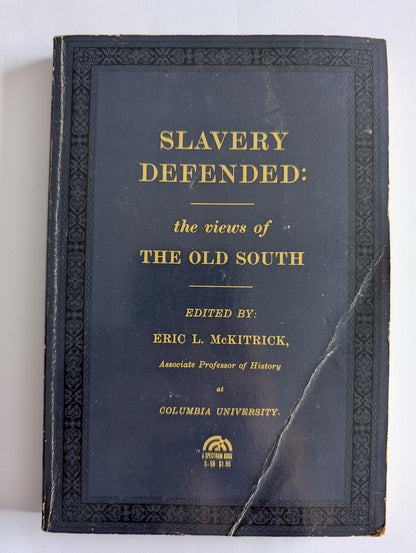 SLAVERY
DEFENDED:
the views of
THE OLD SOUTH
EDITED BY:
ERIC L. McKITRICK,
Associate Professor of History
at
COLUMBIA UNIVERSITY.
A SPECTRUM BOOK
S-58 $1.95